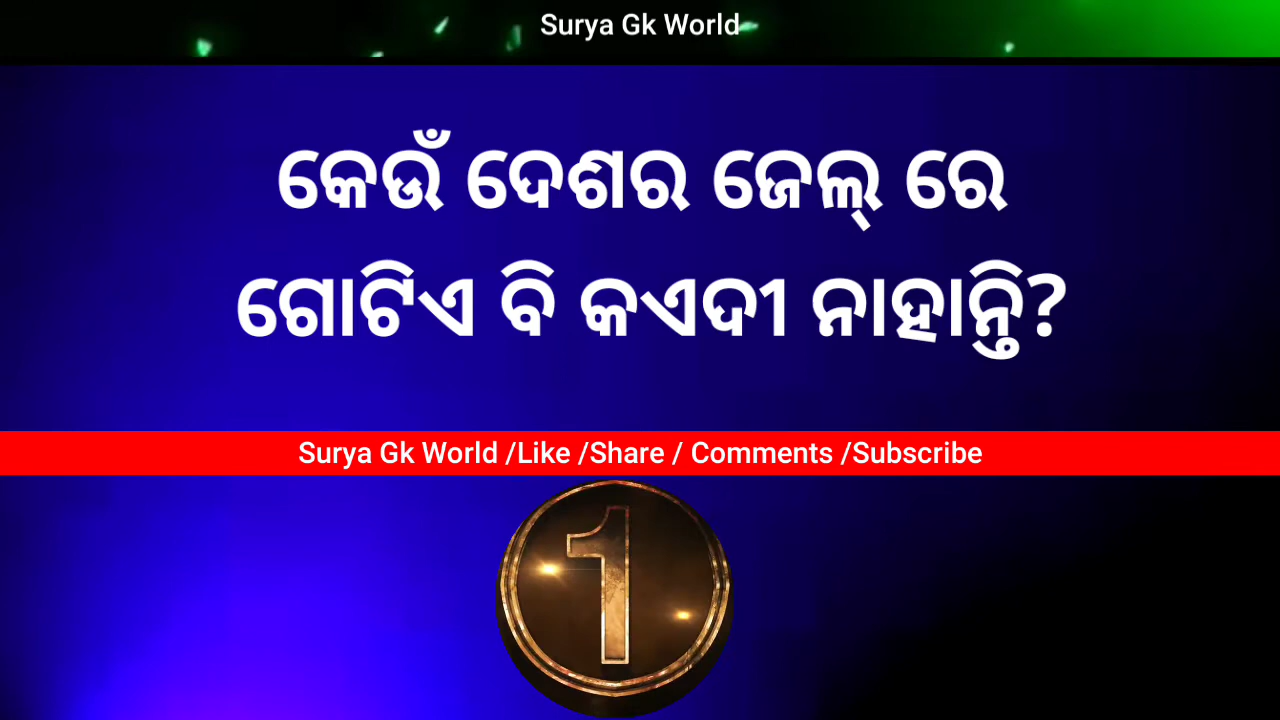 Surya Gk World
କେଉଁ ଦେଶର ଜେଲ୍ ରେ
ଗୋଟିଏ ବି କଏଦୀ ନାହାନ୍ତି?
Surya Gk World /Like /Share / Comments /Subscribe
1